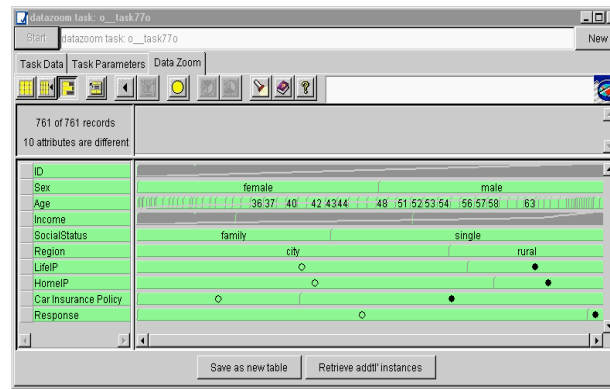 datazoom task: o__task77o
Start datazoom task: o__task77o New
Task Data Task Parameters Data Zoom
761 of 761 records
10 attributes are different
ID
Sex female male
Age 36 37 40 42 43 44 48 51 52 53 54 56 57 58 63
Income
SocialStatus family single
Region city rural
LifeIP
HomeIP
Car Insurance Policy
Response
Save as new table Retrieve addtl' instances